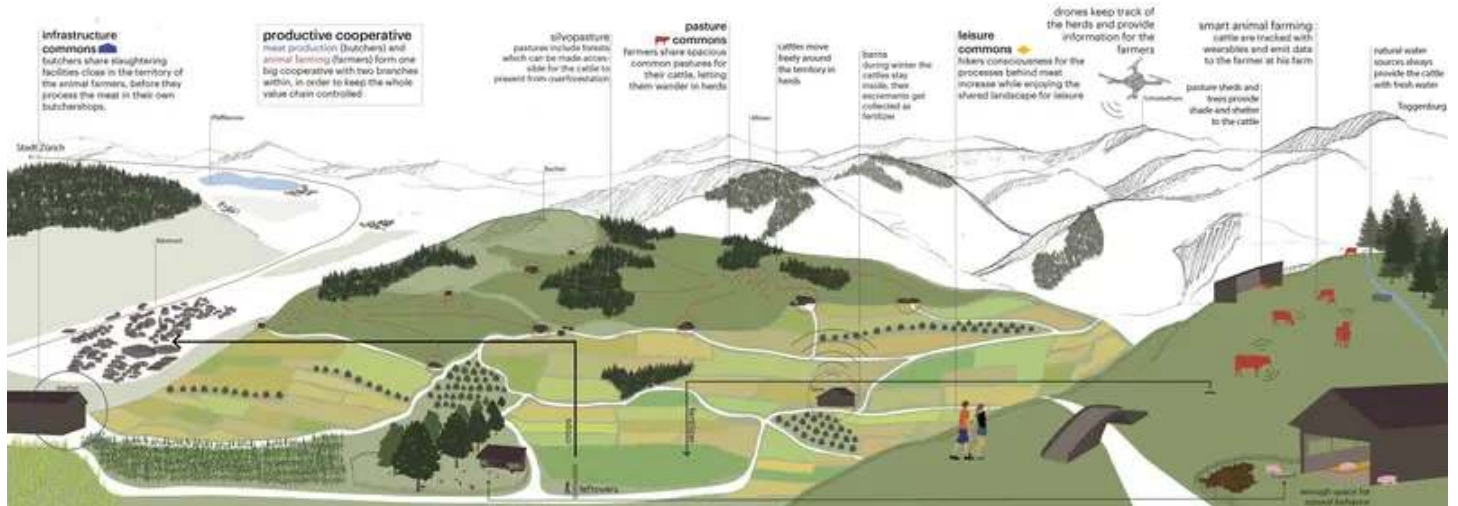 infrastructure
commons
butchers share slaughtering
facilities close in the territory of
the animal farmers, before they
process the meat in their own
butchershops.
productive cooperative
meat production (butchers) and
animal farming (farmers) form one
big cooperative with two branches
within, in order to keep the whole
value chain controlled
silvopasture
pastures include forests
which can be made acces-
sible for the cattle to
prevent from overforestation
pasture
commons
farmers share spacious
common pastures for
their cattle, letting
them wander in herds
cattles move
freely around
the territory in
herds
barns
during winter the
cattles stay
inside, their
excrements get
collected as
fertilizer
leisure
commons
hikers consciousness for the
processes behind meat
increase while enjoying the
shared landscape for leisure
drones keep track of
the herds and provide
information for the
farmers
smart animal farming
cattle are tracked with
wearables and emit data
to the farmer at his farm
pasture sheds and
trees provide
shade and shelter
to the cattle
natural water
sources always
provide the cattle
with fresh water
Toggenburg
Stadt Zürich
fertilizer
leftovers
enough space for
natural behavior